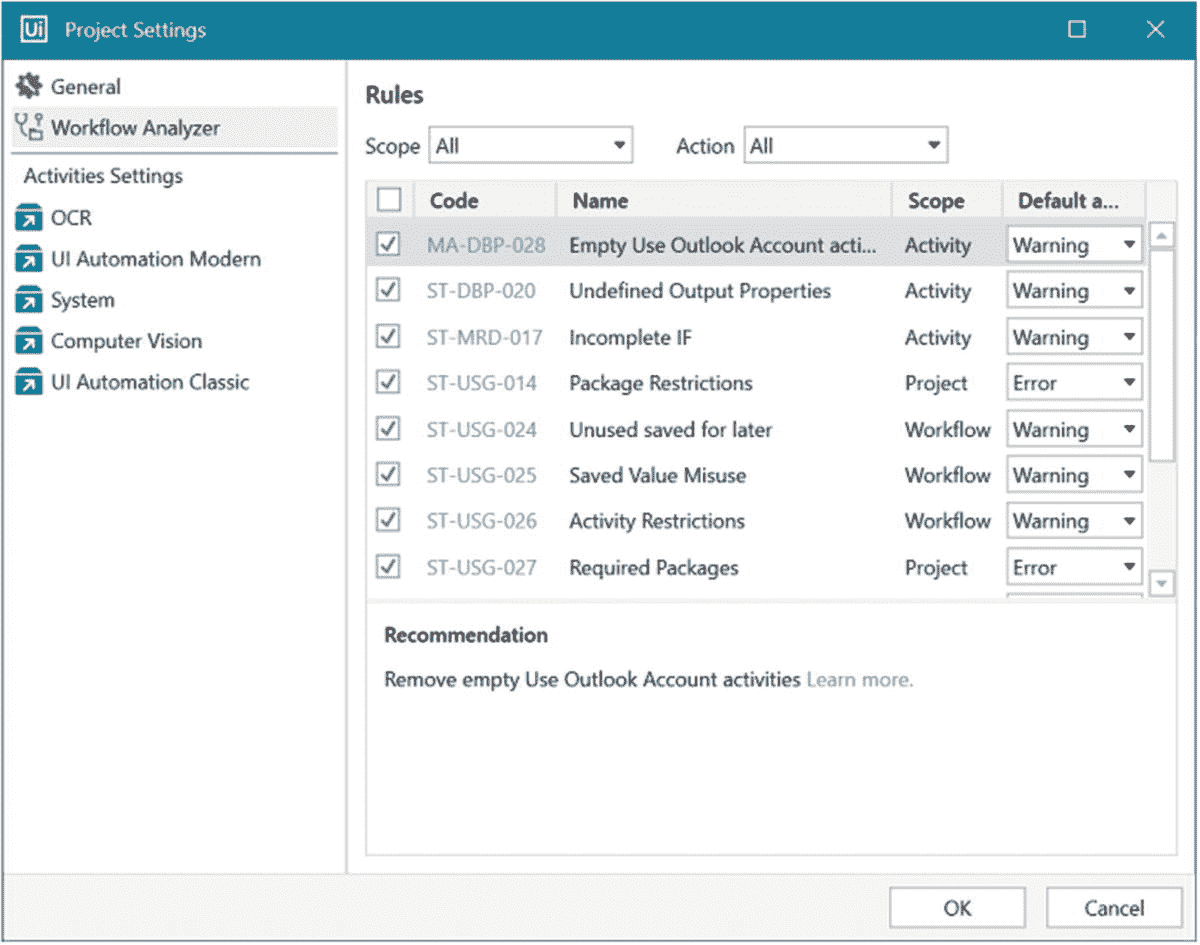 Ui Project Settings
General
Workflow Analyzer
Activities Settings
OCR
UI Automation Modern
System
Computer Vision
UI Automation Classic
Rules
Scope All Action All
Code Name Scope Default a...
MA-DBP-028 Empty Use Outlook Account acti... Activity Warning
ST-DBP-020 Undefined Output Properties Activity Warning
ST-MRD-017 Incomplete IF Activity Warning
ST-USG-014 Package Restrictions Project Error
ST-USG-024 Unused saved for later Workflow Warning
ST-USG-025 Saved Value Misuse Workflow Warning
ST-USG-026 Activity Restrictions Workflow Warning
ST-USG-027 Required Packages Project Error
Recommendation
Remove empty Use Outlook Account activities Learn more.
OK Cancel